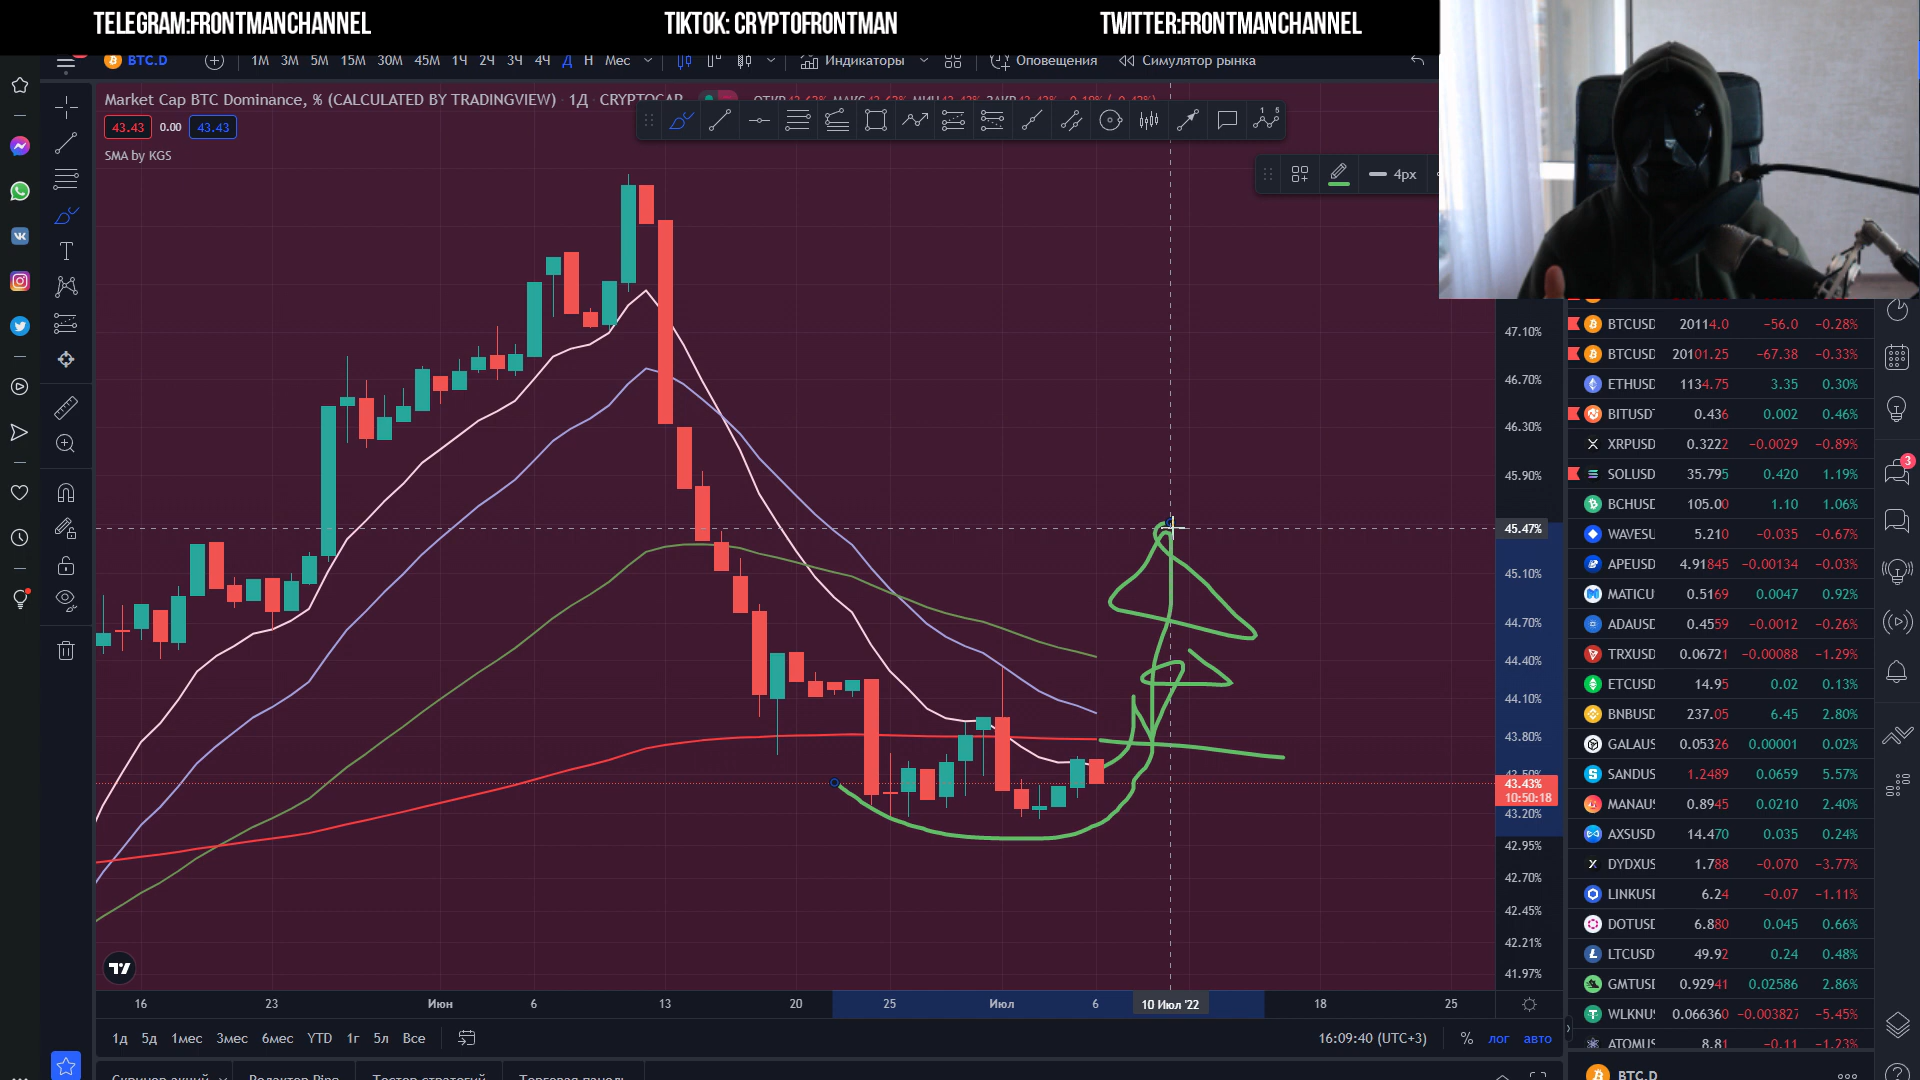 TELEGRAM:FRONTMANCHANNEL
TIKTOK: CRYPTOFRONTMAN
TWITTER:FRONTMANCHANNEL
BTC.D
1М 3М 5М 15М 30М 45М 1Ч 2Ч 3Ч 4Ч Д Н Мес
Индикаторы
Оповещения
Симулятор рынка
Market Cap BTC Dominance, % (CALCULATED BY TRADINGVIEW) · 1Д · CRYPTOCAP
43.43 0.00 43.43
SMA by KGS
4px
47.10%
46.70%
46.30%
45.90%
45.47%
45.10%
44.70%
44.40%
44.10%
43.80%
43.43%
10:50:18
43.20%
42.95%
42.70%
42.45%
42.21%
41.97%
BTCUSD 20114.0 −56.0 −0.28%
BTCUSD 20101.25 −67.38 −0.33%
ETHUSD 1134.75 3.35 0.30%
BITUSDT 0.436 0.002 0.46%
XRPUSD 0.3222 −0.0029 −0.89%
SOLUSD 35.795 0.420 1.19%
BCHUSD 105.00 1.10 1.06%
WAVESU 5.210 −0.035 −0.67%
APEUSD 4.91845 −0.00134 −0.03%
MATICU 0.5169 0.0047 0.92%
ADAUSD 0.4559 −0.0012 −0.26%
TRXUSD 0.06721 −0.00088 −1.29%
ETCUSD 14.95 0.02 0.13%
BNBUSD 237.05 6.45 2.80%
GALAUS 0.05326 0.00001 0.02%
SANDUS 1.2489 0.0659 5.57%
MANAUS 0.8945 0.0210 2.40%
AXSUSD 14.470 0.035 0.24%
DYDXUS 1.788 −0.070 −3.77%
LINKUSD 6.24 −0.07 −1.11%
DOTUSD 6.880 0.045 0.66%
LTCUSD 49.92 0.24 0.48%
GMTUSD 0.92941 0.02586 2.86%
WLKNUS 0.066360 −0.003827 −5.45%
ATOMUS 8.81 −0.11 −1.23%
BTC.D
3
16 23 Июн 6 13 20 25 Июл 6 10 Июл '22 18 25
1д 5д 1мес 3мес 6мес YTD 1г 5л Все
16:09:40 (UTC+3) % лог авто